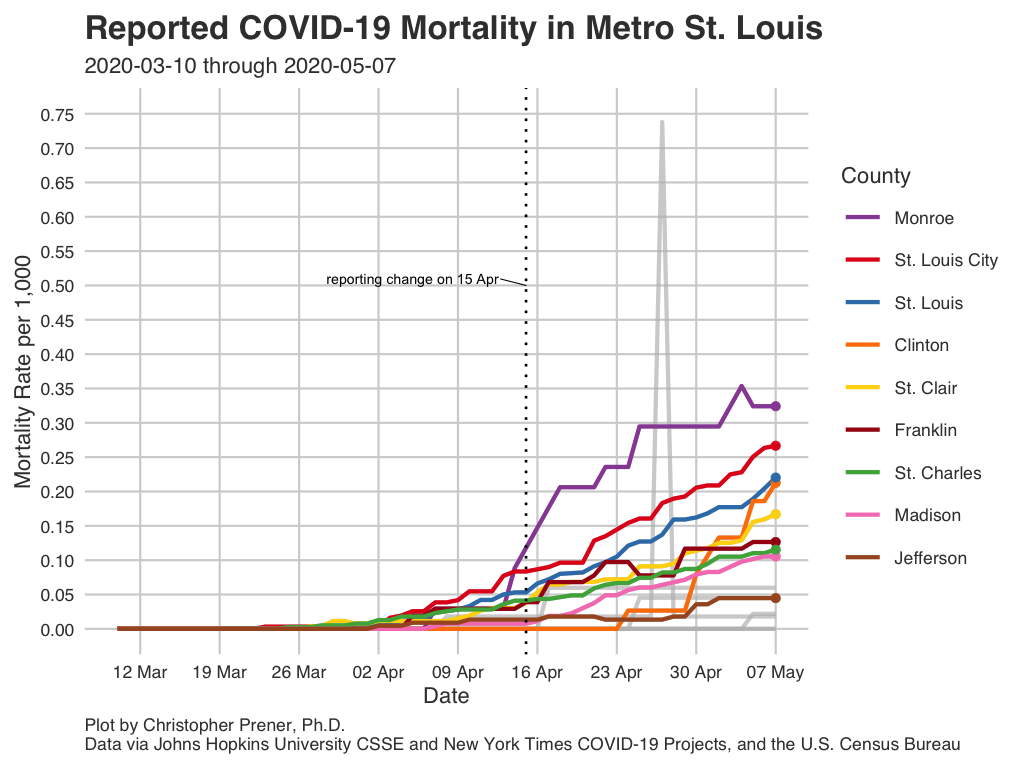 Reported COVID-19 Mortality in Metro St. Louis
2020-03-10 through 2020-05-07
Mortality Rate per 1,000
0.75
0.70
0.65
0.60
0.55
0.50
0.45
0.40
0.35
0.30
0.25
0.20
0.15
0.10
0.05
0.00
reporting change on 15 Apr
12 Mar
19 Mar
26 Mar
02 Apr
09 Apr
16 Apr
23 Apr
30 Apr
07 May
Date
County
Monroe
St. Louis City
St. Louis
Clinton
St. Clair
Franklin
St. Charles
Madison
Jefferson
Plot by Christopher Prener, Ph.D.
Data via Johns Hopkins University CSSE and New York Times COVID-19 Projects, and the U.S. Census Bureau